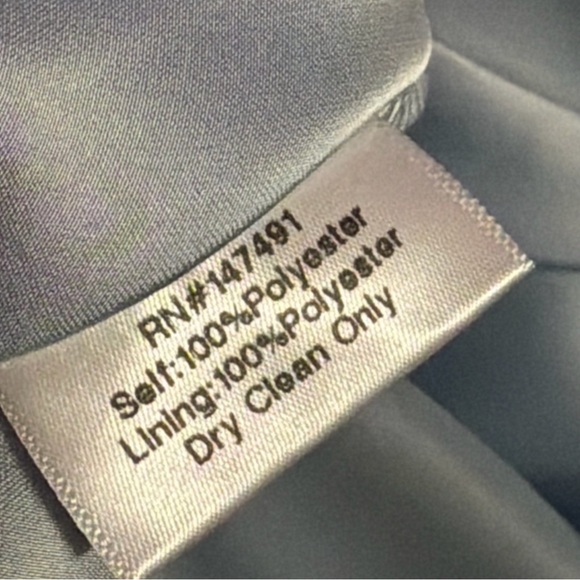 RN#147491
Self:100%Polyester
Lining:100%Polyester
Dry Clean Only